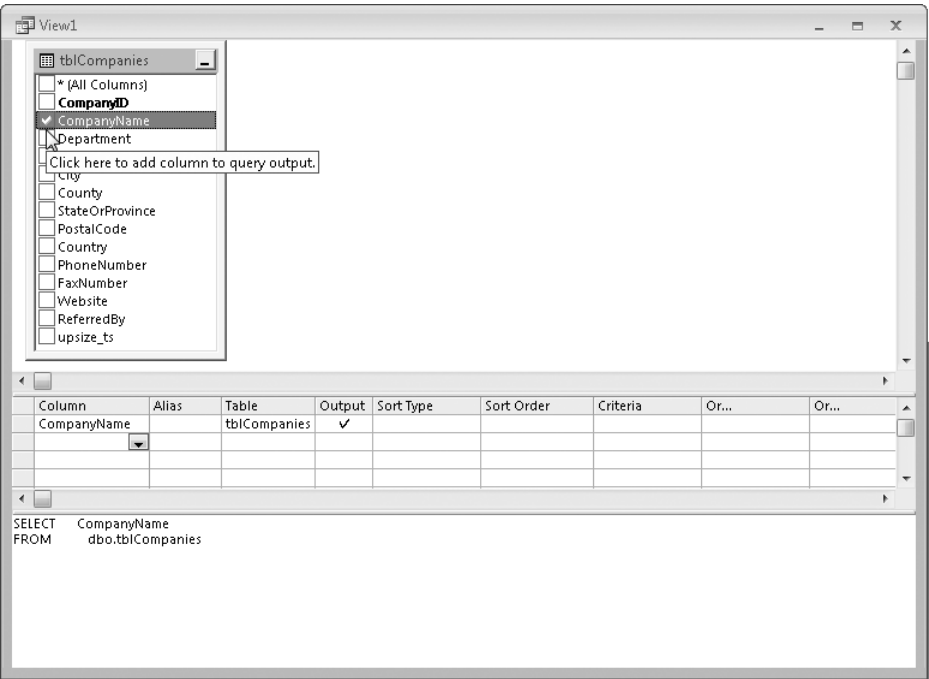 View1
tblCompanies
* (All Columns)
CompanyID
CompanyName
Department
Click here to add column to query output.
City
County
StateOrProvince
PostalCode
Country
PhoneNumber
FaxNumber
Website
ReferredBy
upsize_ts
Column Alias Table Output Sort Type Sort Order Criteria Or... Or...
CompanyName tblCompanies
SELECT CompanyName
FROM dbo.tblCompanies